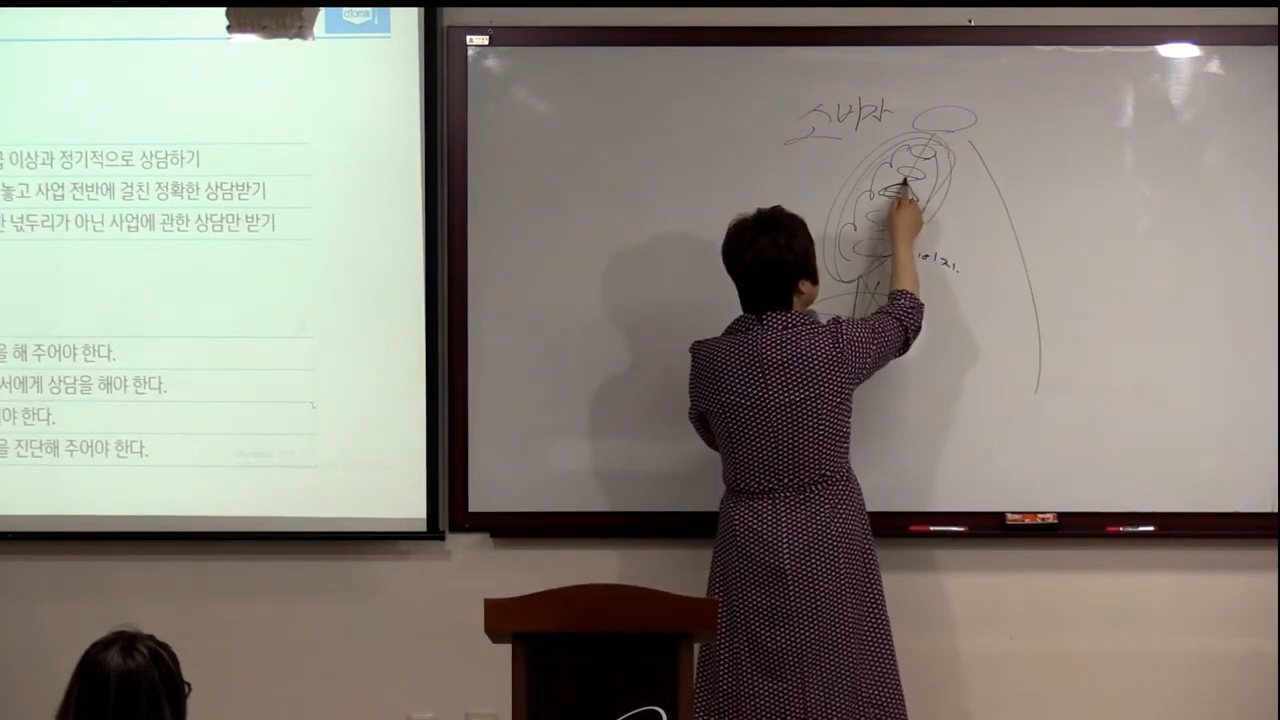 atomi
급 이상과 정기적으로 상담하기
놓고 사업 전반에 걸친 정확한 상담받기
한 넋두리가 아닌 사업에 관한 상담만 받기
을 해 주어야 한다.
서에게 상담을 해야 한다.
야 한다.
을 진단해 주어야 한다.
소비자